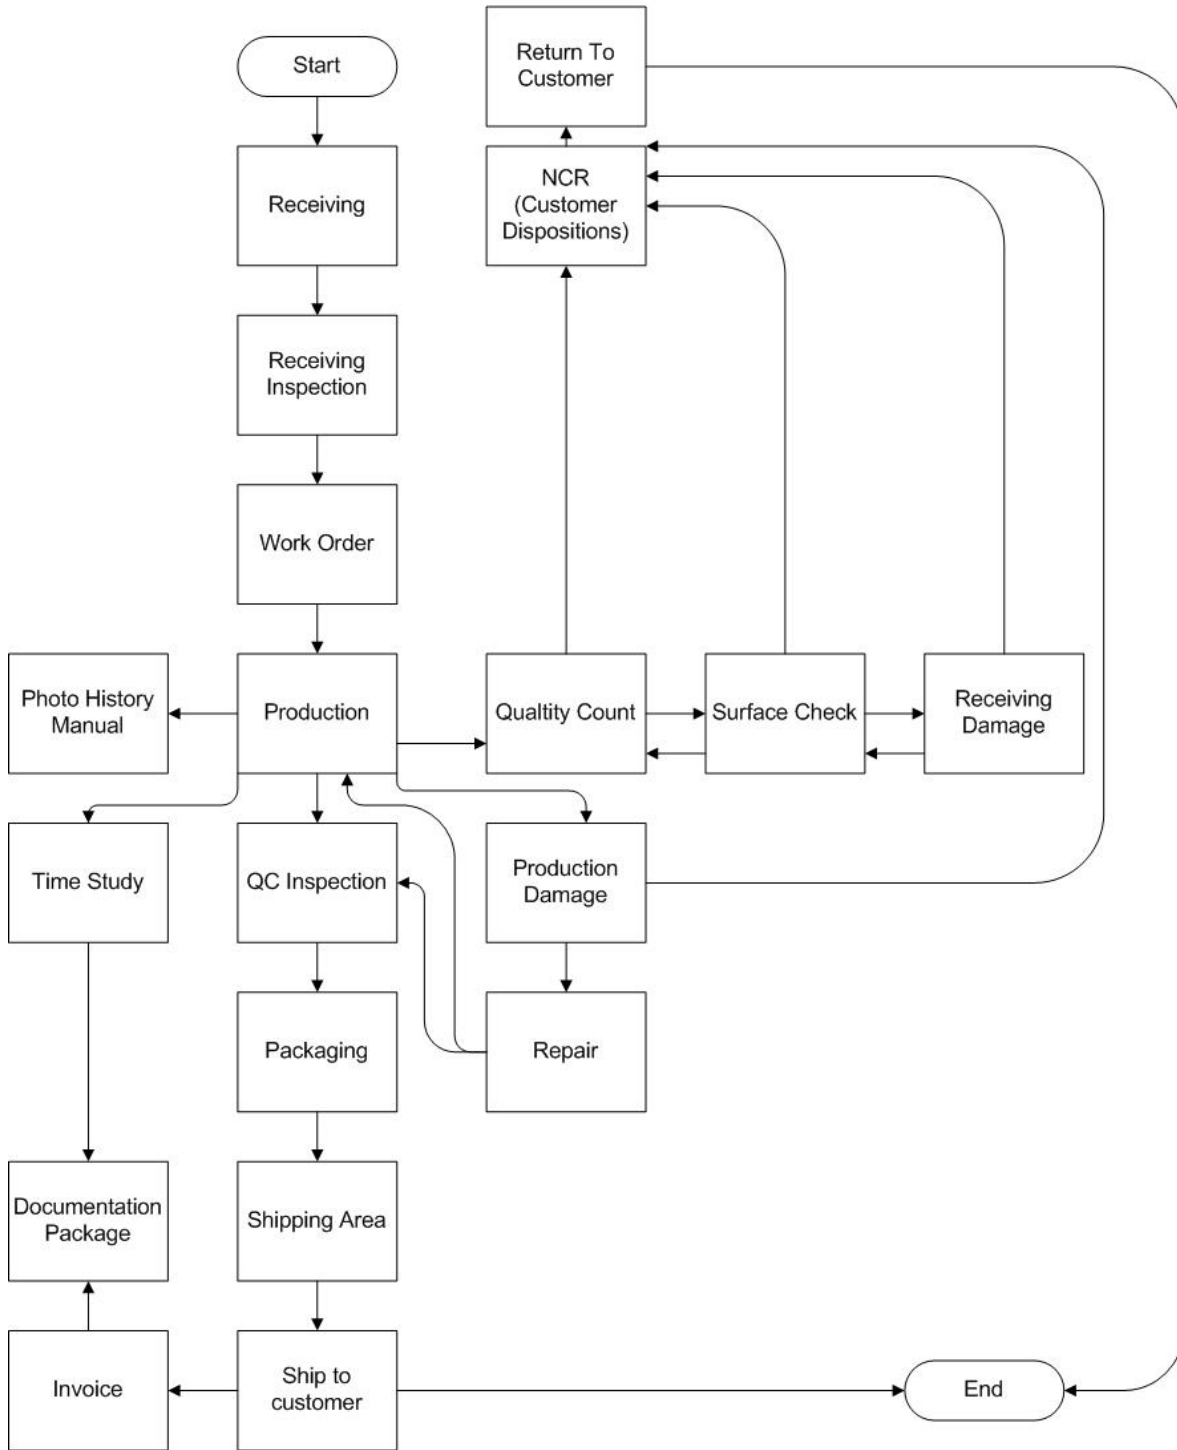 Start
Return To
Customer
Receiving
NCR
(Customer
Dispositions)
Receiving
Inspection
Work Order
Photo History
Manual
Production
Qualtity Count
Surface Check
Receiving
Damage
Time Study
QC Inspection
Production
Damage
Packaging
Repair
Documentation
Package
Shipping Area
Invoice
Ship to
customer
End